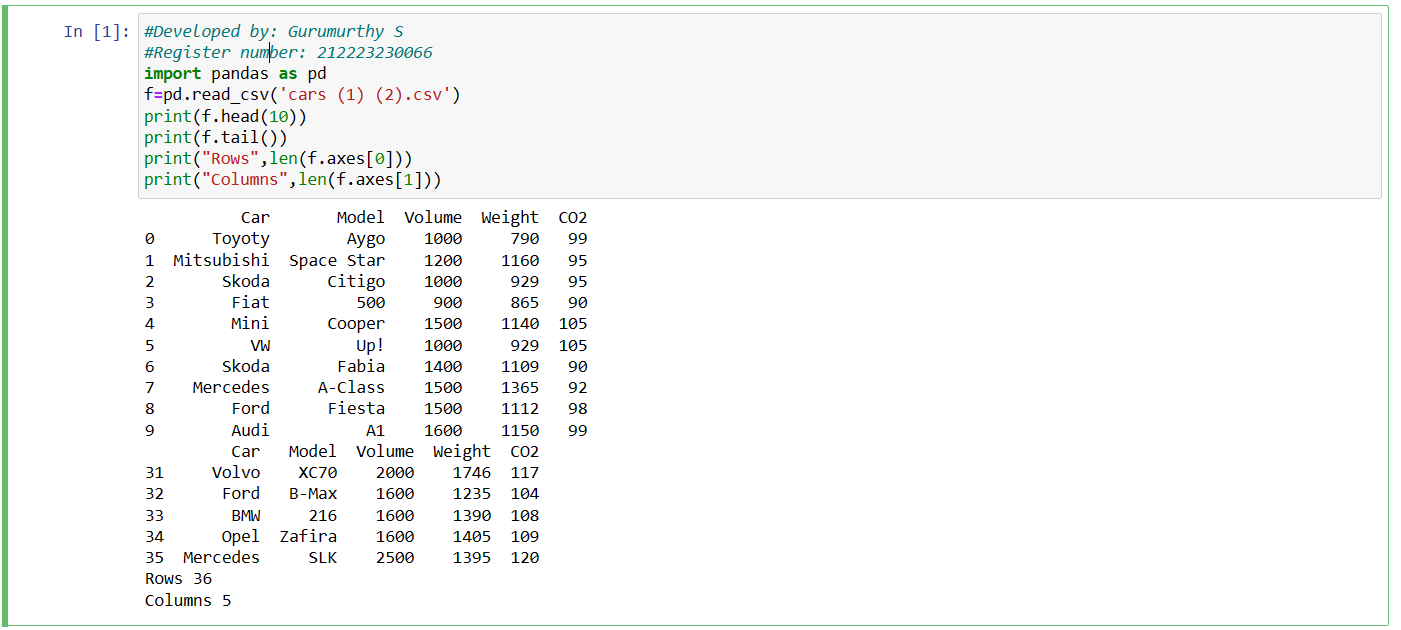 In [1]: #Developed by: Gurumurthy S
#Register number: 212223230066
import pandas as pd
f=pd.read_csv('cars (1) (2).csv')
print(f.head(10))
print(f.tail())
print("Rows",len(f.axes[0]))
print("Columns",len(f.axes[1]))
          Car       Model  Volume  Weight  CO2
0      Toyoty        Aygo    1000     790   99
1  Mitsubishi  Space Star    1200    1160   95
2       Skoda      Citigo    1000     929   95
3        Fiat         500     900     865   90
4        Mini      Cooper    1500    1140  105
5          VW         Up!    1000     929  105
6       Skoda       Fabia    1400    1109   90
7    Mercedes     A-Class    1500    1365   92
8        Ford      Fiesta    1500    1112   98
9        Audi          A1    1600    1150   99
         Car   Model  Volume  Weight  CO2
31     Volvo    XC70    2000    1746  117
32      Ford   B-Max    1600    1235  104
33       BMW     216    1600    1390  108
34      Opel  Zafira    1600    1405  109
35  Mercedes     SLK    2500    1395  120
Rows 36
Columns 5